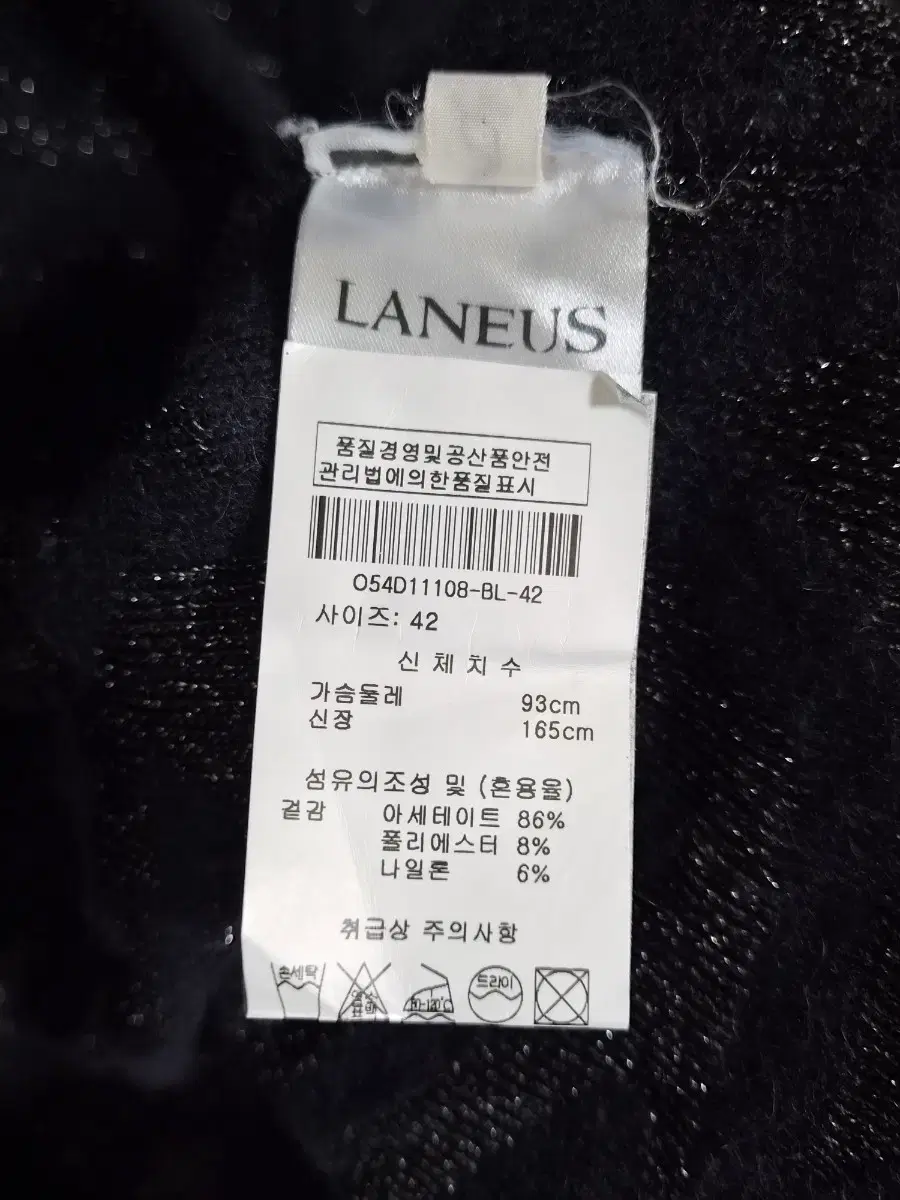 LANEUS
품질경영및공산품안전
관리법에의한품질표시
O54D11108-BL-42
사이즈: 42
신 체 치 수
가슴둘레 93cm
신장 165cm
섬유의조성 및 (혼용율)
겉감 아세테이트 86%
폴리에스터 8%
나일론 6%
취급상 주의사항
손세탁
드라이